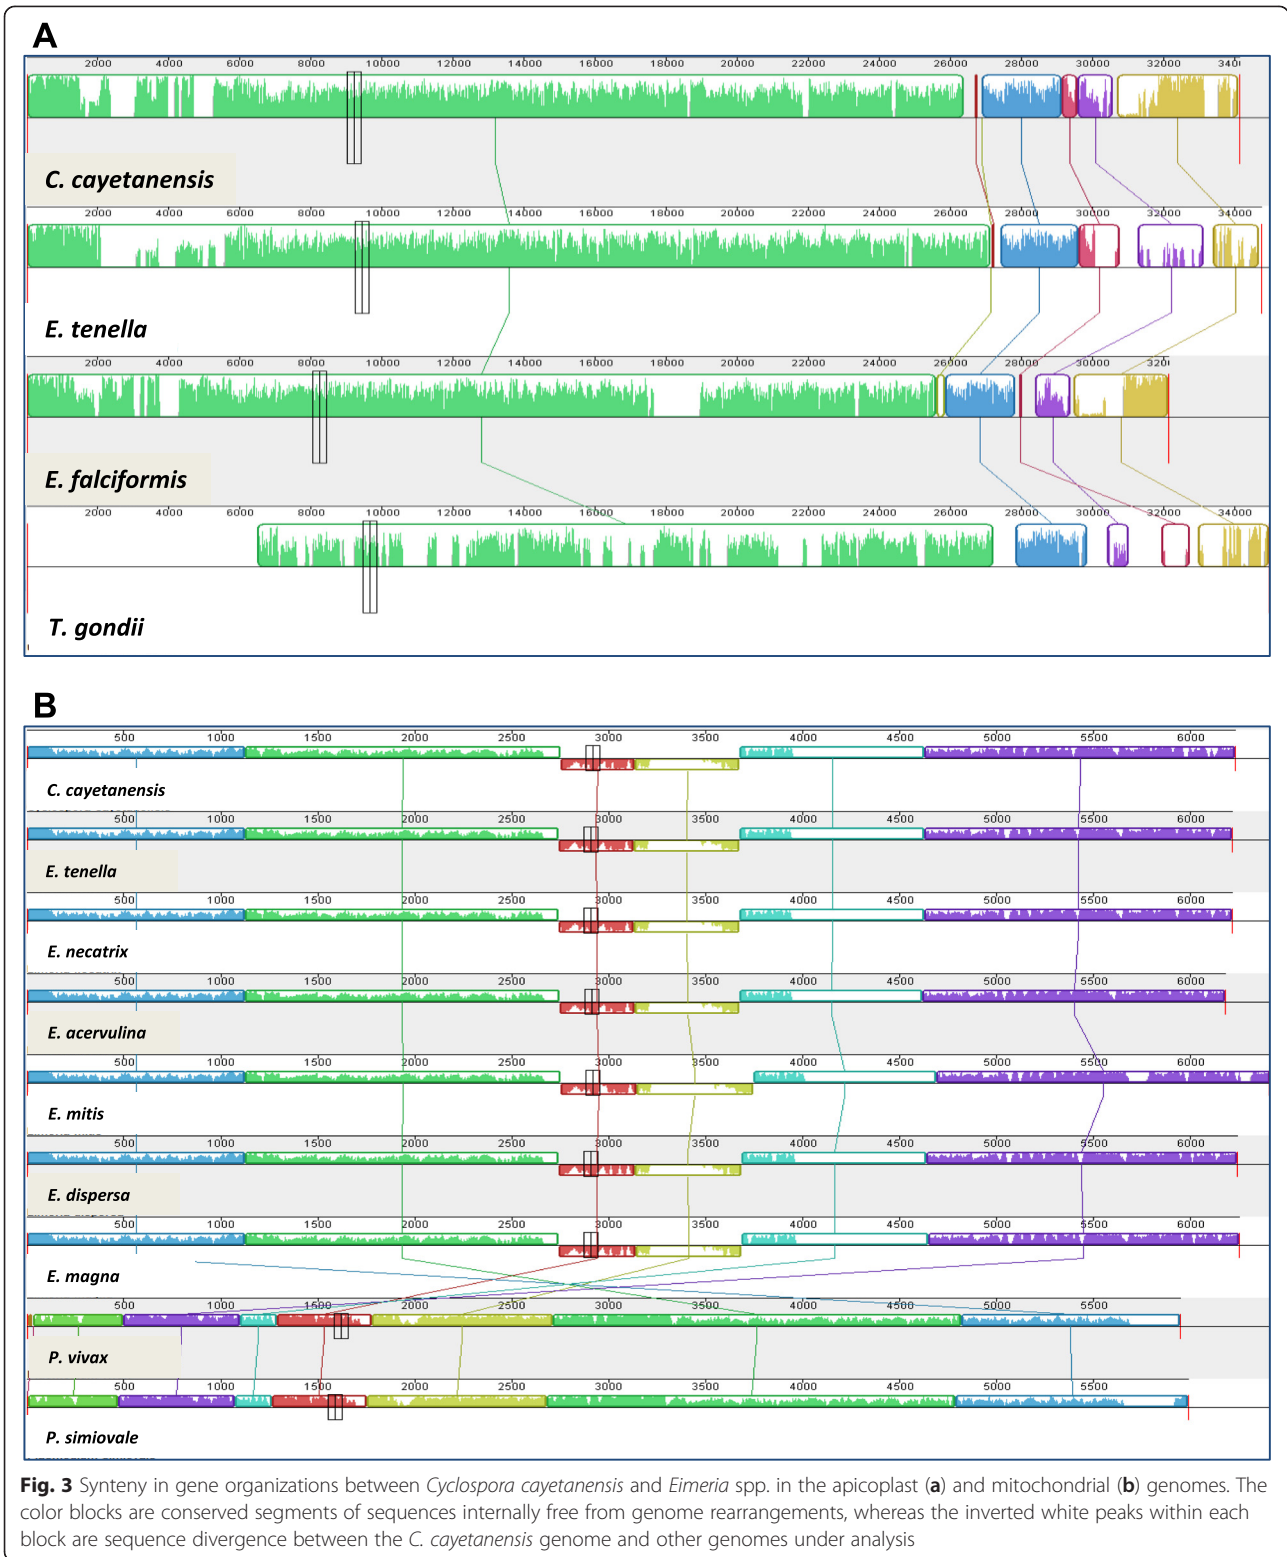 A
2000 4000 6000 8000 10000 12000 14000 16000 18000 20000 22000 24000 26000 28000 30000 32000 340
C. cayetanensis
2000 4000 6000 8000 10000 12000 14000 16000 18000 20000 22000 24000 26000 28000 30000 32000 34000
E. tenella
2000 4000 6000 8000 10000 12000 14000 16000 18000 20000 22000 24000 26000 28000 30000 320
E. falciformis
2000 4000 6000 8000 10000 12000 14000 16000 18000 20000 22000 24000 26000 28000 30000 32000 34000
T. gondii
B
500 1000 1500 2000 2500 3000 3500 4000 4500 5000 5500 6000
C. cayetanensis
500 1000 1500 2000 2500 3000 3500 4000 4500 5000 5500 6000
E. tenella
500 1000 1500 2000 2500 3000 3500 4000 4500 5000 5500 6000
E. necatrix
500 1000 1500 2000 2500 3000 3500 4000 4500 5000 5500 6000
E. acervulina
500 1000 1500 2000 2500 3000 3500 4000 4500 5000 5500 6000
E. mitis
500 1000 1500 2000 2500 3000 3500 4000 4500 5000 5500 6000
E. dispersa
500 1000 1500 2000 2500 3000 3500 4000 4500 5000 5500 6000
E. magna
500 1000 1500 2000 2500 3000 3500 4000 4500 5000 5500
P. vivax
500 1000 1500 2000 2500 3000 3500 4000 4500 5000 5500
P. simiovale
Fig. 3 Synteny in gene organizations between Cyclospora cayetanensis and Eimeria spp. in the apicoplast (a) and mitochondrial (b) genomes. The
color blocks are conserved segments of sequences internally free from genome rearrangements, whereas the inverted white peaks within each
block are sequence divergence between the C. cayetanensis genome and other genomes under analysis